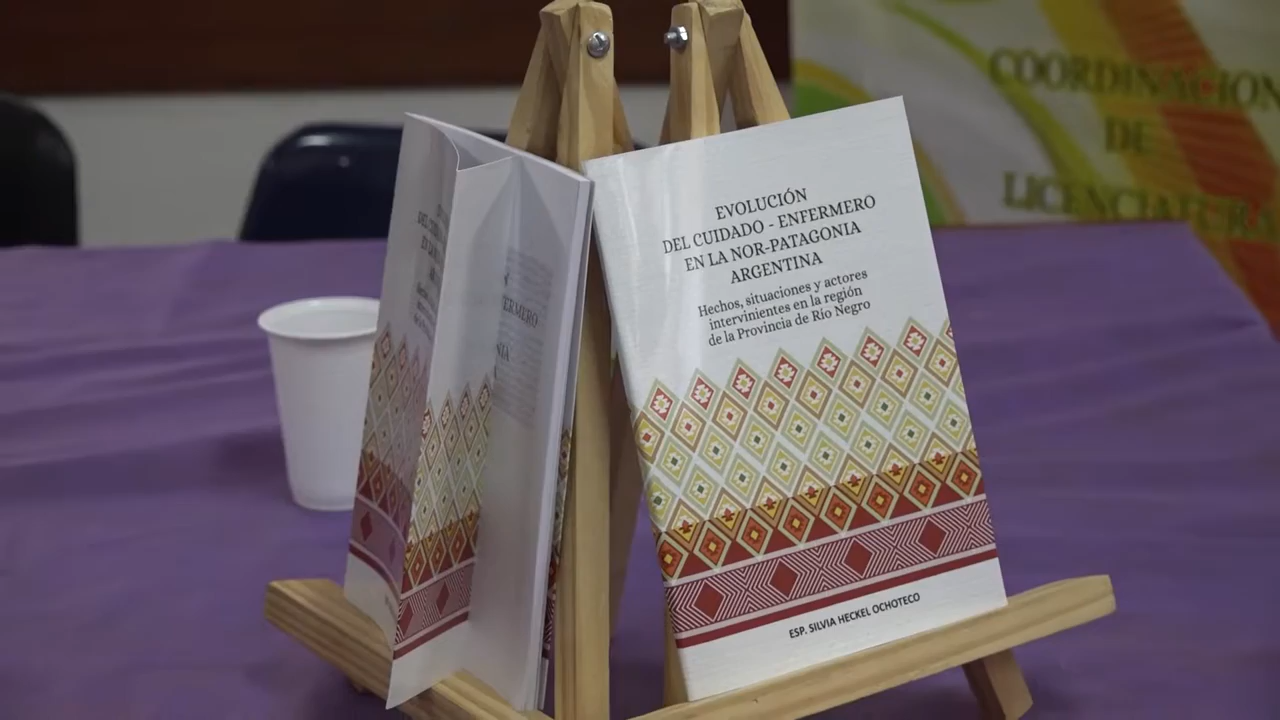 COORDINACION
DE
LICENCIATURA
EVOLUCIÓN
DEL CUIDADO - ENFERMERO
EN LA NOR-PATAGONIA
ARGENTINA
Hechos, situaciones y actores
intervinientes en la región
de la Provincia de Río Negro
ESP. SILVIA HECKEL OCHOTECO